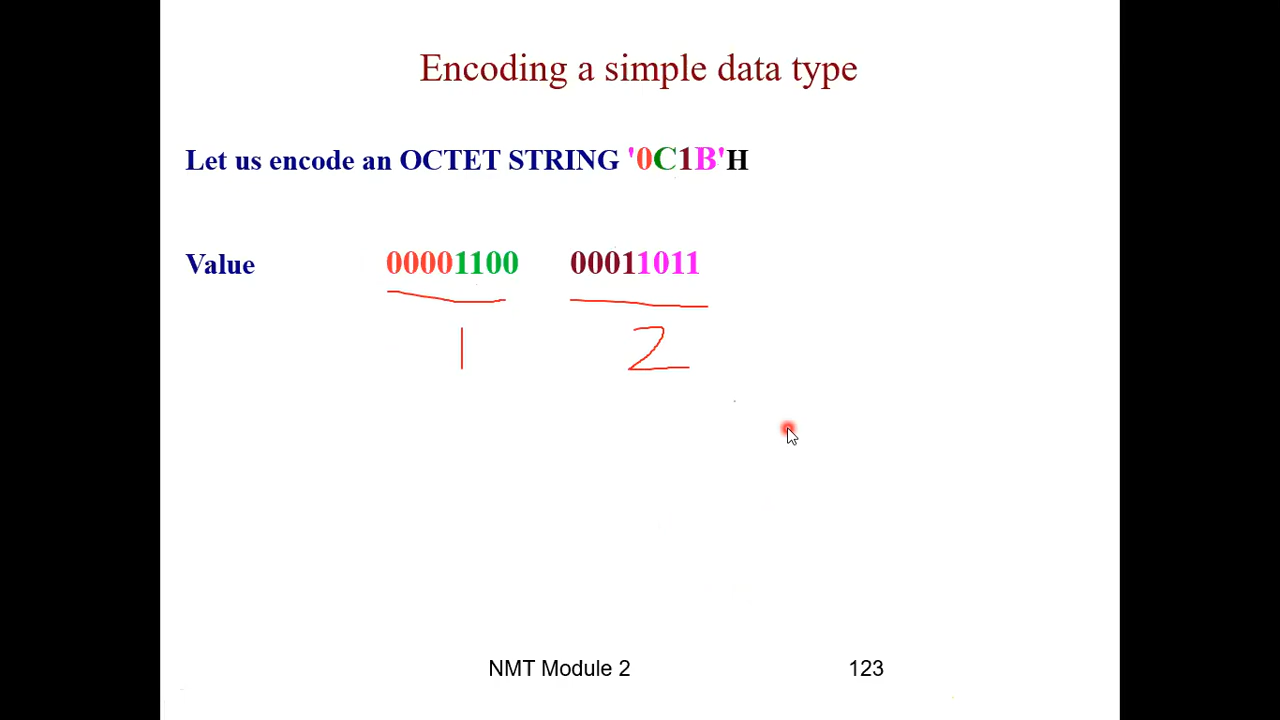 Encoding a simple data type
Let us encode an OCTET STRING '0C1B'H
Value 00001100 00011011
1 2
NMT Module 2 123